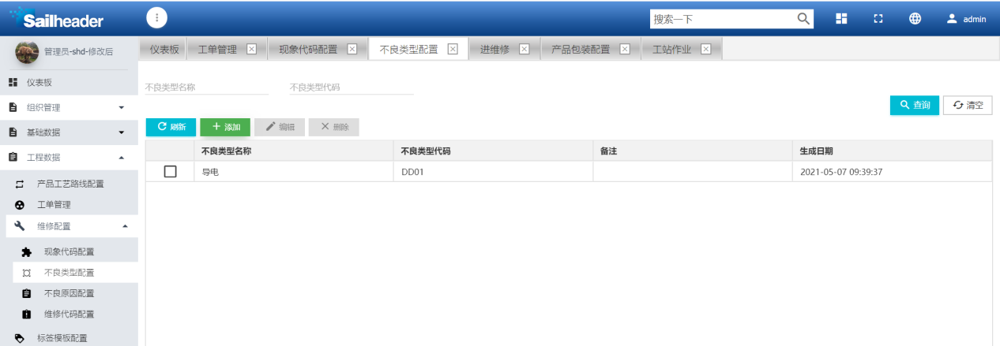 Sailheader
搜索一下
admin
管理员-shd-修改后
仪表板 工单管理 现象代码配置 不良类型配置 进维修 产品包装配置 工站作业
仪表板
组织管理
基础数据
工程数据
产品工艺路线配置
工单管理
维修配置
现象代码配置
不良类型配置
不良原因配置
维修代码配置
标签模板配置
不良类型名称 不良类型代码
查询 清空
刷新 添加 编辑 删除
不良类型名称 不良类型代码 备注 生成日期
导电 DD01 2021-05-07 09:39:37